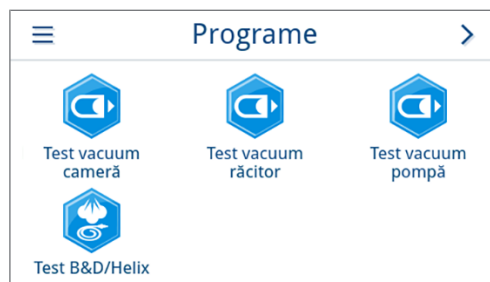 Programe
Test vacuum
cameră
Test vacuum
răcitor
Test vacuum
pompă
Test B&D/Helix